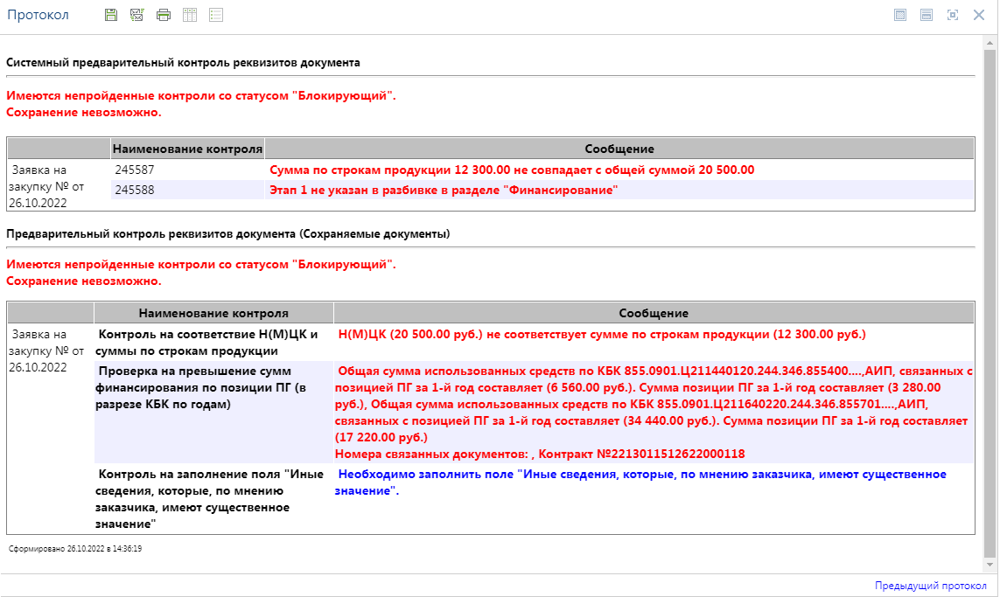 Протокол
Системный предварительный контроль реквизитов документа
Имеются непройденные контроли со статусом "Блокирующий".
Сохранение невозможно.
Наименование контроля Сообщение
Заявка на
закупку № от
26.10.2022
245587 Сумма по строкам продукции 12 300.00 не совпадает с общей суммой 20 500.00
245588 Этап 1 не указан в разбивке в разделе "Финансирование"
Предварительный контроль реквизитов документа (Сохраняемые документы)
Имеются непройденные контроли со статусом "Блокирующий".
Сохранение невозможно.
Наименование контроля Сообщение
Заявка на
закупку № от
26.10.2022
Контроль на соответствие Н(М)ЦК и
суммы по строкам продукции
Н(М)ЦК (20 500.00 руб.) не соответствует сумме по строкам продукции (12 300.00 руб.)
Проверка на превышение сумм
финансирования по позиции ПГ (в
разрезе КБК по годам)
Общая сумма использованных средств по КБК 855.0901.Ц211440120.244.346.855400....,АИП, связанных с
позицией ПГ за 1-й год составляет (6 560.00 руб.). Сумма позиции ПГ за 1-й год составляет (3 280.00
руб.), Общая сумма использованных средств по КБК 855.0901.Ц211640220.244.346.855701....,АИП,
связанных с позицией ПГ за 1-й год составляет (34 440.00 руб.). Сумма позиции ПГ за 1-й год составляет
(17 220.00 руб.)
Номера связанных документов: , Контракт №2213011512622000118
Контроль на заполнение поля "Иные
сведения, которые, по мнению
заказчика, имеют существенное
значение"
Необходимо заполнить поле "Иные сведения, которые, по мнению заказчика, имеют существенное
значение".
Сформировано 26.10.2022 в 14:36:19
Предыдущий протокол